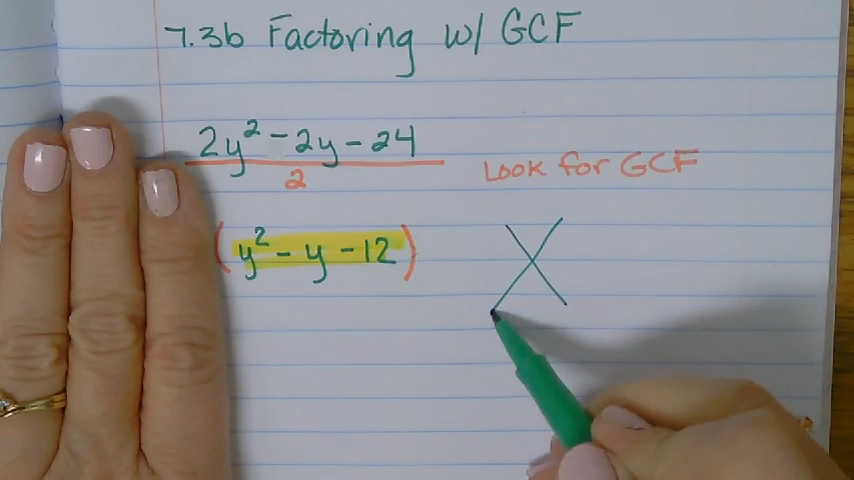 7.3b Factoring w/ GCF
2y² - 2y - 24
2
Look for GCF
(y² - y - 12)